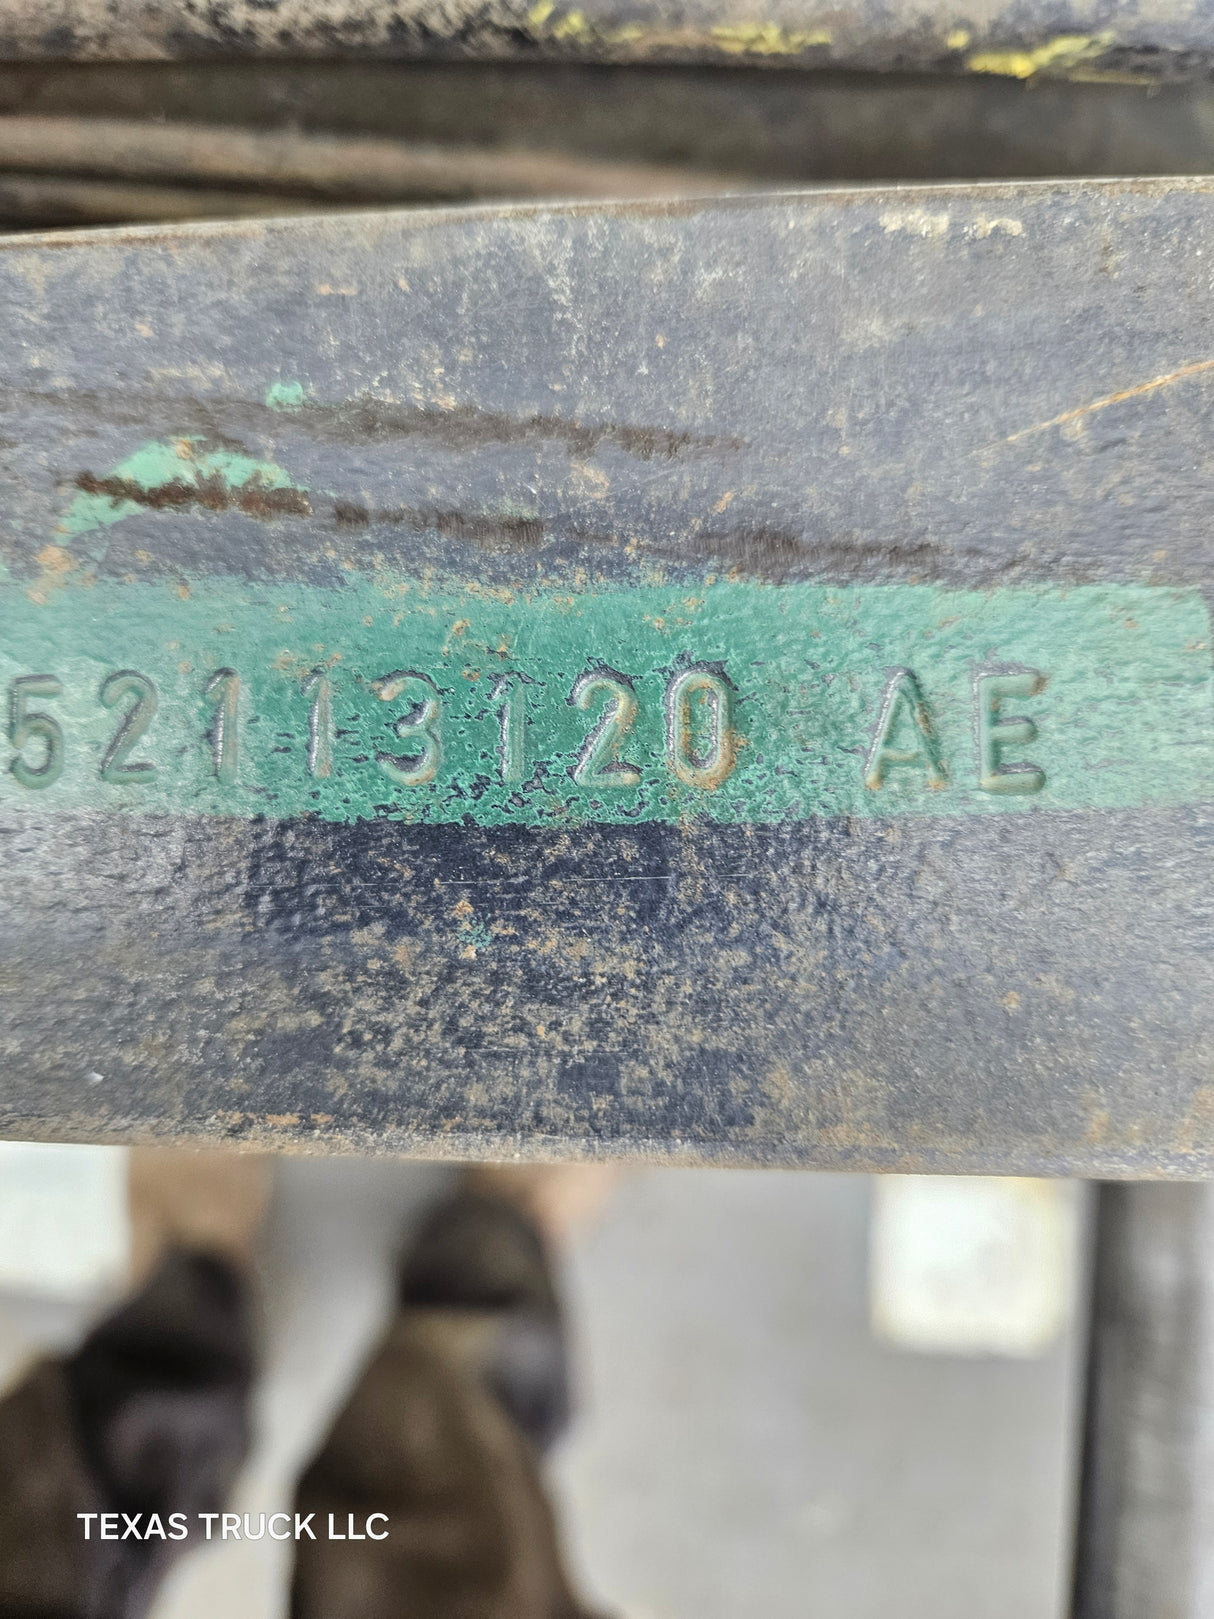 52113120 AE
TEXAS TRUCK LLC